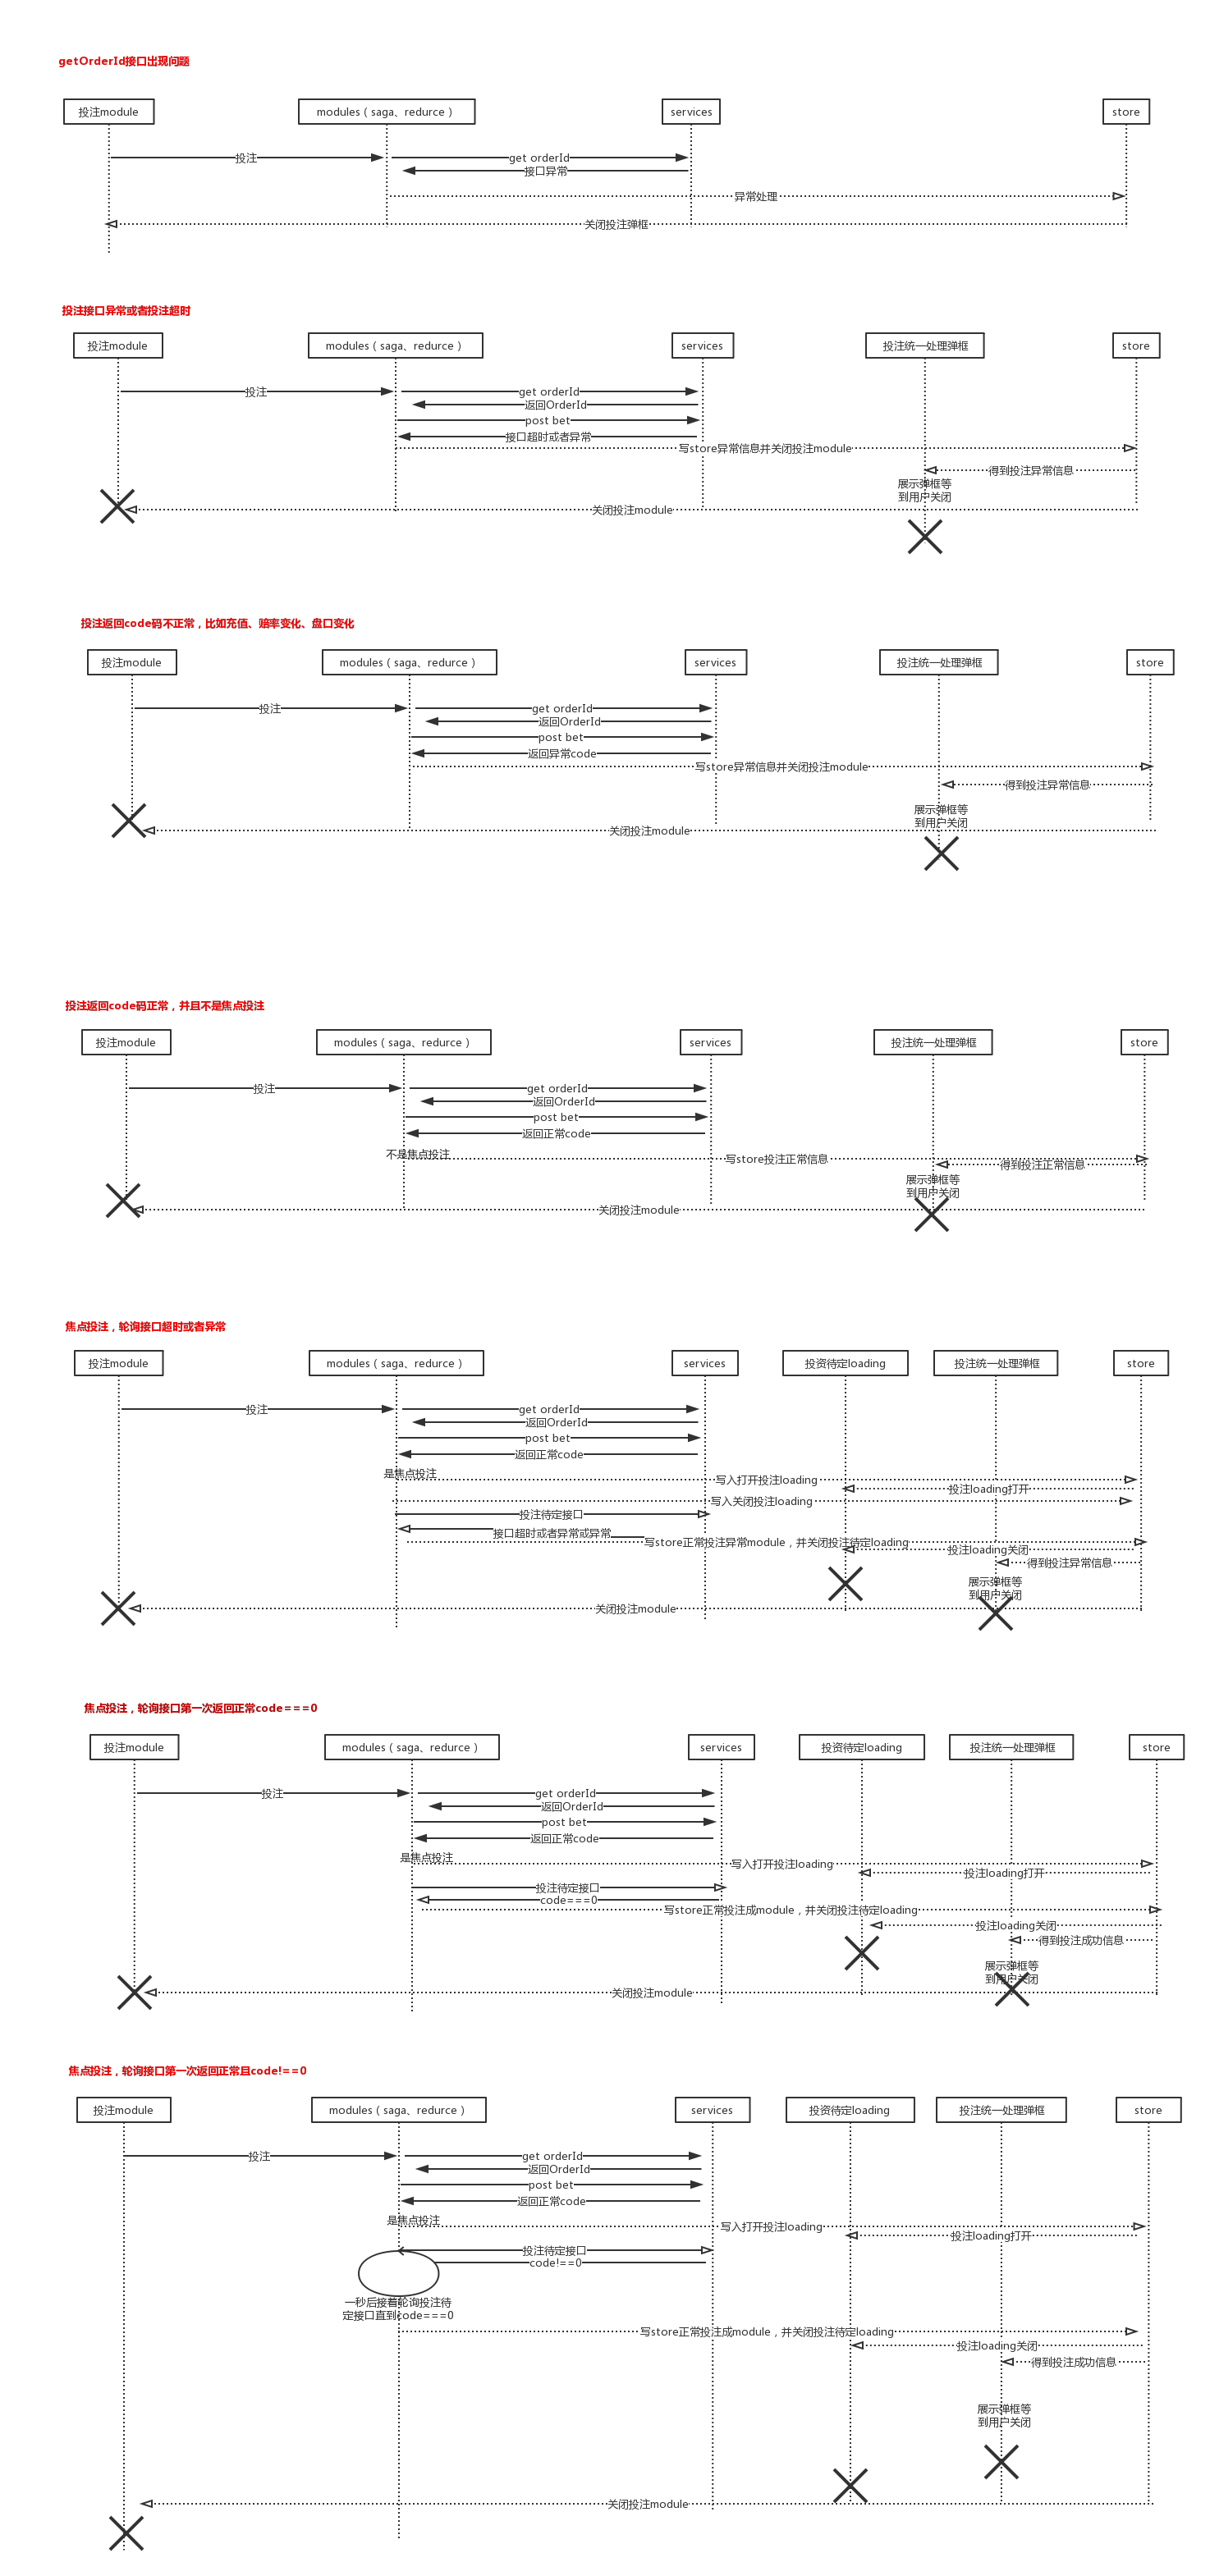 getOrderId接口出现问题
投注module
modules（saga、redurce）
services
store
投注
get orderId
接口异常
异常处理
关闭投注弹框
投注接口异常或者投注超时
投注module
modules（saga、redurce）
services
投注统一处理弹框
store
投注
get orderId
返回OrderId
post bet
接口超时或者异常
写store异常信息并关闭投注module
得到投注异常信息
展示弹框等
到用户关闭
关闭投注module
投注返回code码不正常，比如充值、赔率变化、盘口变化
投注module
modules（saga、redurce）
services
投注统一处理弹框
store
投注
get orderId
返回OrderId
post bet
返回异常code
写store异常信息并关闭投注module
得到投注异常信息
展示弹框等
到用户关闭
关闭投注module
投注返回code码正常，并且不是焦点投注
投注module
modules（saga、redurce）
services
投注统一处理弹框
store
投注
get orderId
返回OrderId
post bet
返回正常code
不是焦点投注
写store投注正常信息
得到投注正常信息
展示弹框等
到用户关闭
关闭投注module
焦点投注，轮询接口超时或者异常
投注module
modules（saga、redurce）
services
投资待定loading
投注统一处理弹框
store
投注
get orderId
返回OrderId
post bet
返回正常code
是焦点投注
写入打开投注loading
投注loading打开
写入关闭投注loading
投注待定接口
接口超时或者异常或异常
写store正常投注异常module，并关闭投注待定loading
投注loading关闭
得到投注异常信息
展示弹框等
到用户关闭
关闭投注module
焦点投注，轮询接口第一次返回正常code===0
投注module
modules（saga、redurce）
services
投资待定loading
投注统一处理弹框
store
投注
get orderId
返回OrderId
post bet
返回正常code
是焦点投注
写入打开投注loading
投注loading打开
投注待定接口
code===0
写store正常投注成module，并关闭投注待定loading
投注loading关闭
得到投注成功信息
展示弹框等
到用户关闭
关闭投注module
焦点投注，轮询接口第一次返回正常且code!==0
投注module
modules（saga、redurce）
services
投资待定loading
投注统一处理弹框
store
投注
get orderId
返回OrderId
post bet
返回正常code
是焦点投注
写入打开投注loading
投注loading打开
投注待定接口
code!==0
一秒后接着轮询投注待
定接口直到code===0
写store正常投注成module，并关闭投注待定loading
投注loading关闭
得到投注成功信息
展示弹框等
到用户关闭
关闭投注module